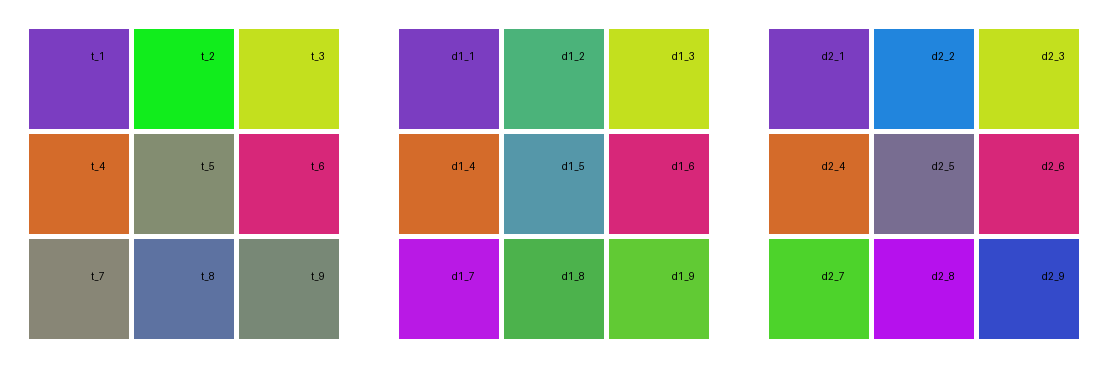 t_1 t_2 t_3 d1_1 d1_2 d1_3 d2_1 d2_2 d2_3
t_4 t_5 t_6 d1_4 d1_5 d1_6 d2_4 d2_5 d2_6
t_7 t_8 t_9 d1_7 d1_8 d1_9 d2_7 d2_8 d2_9